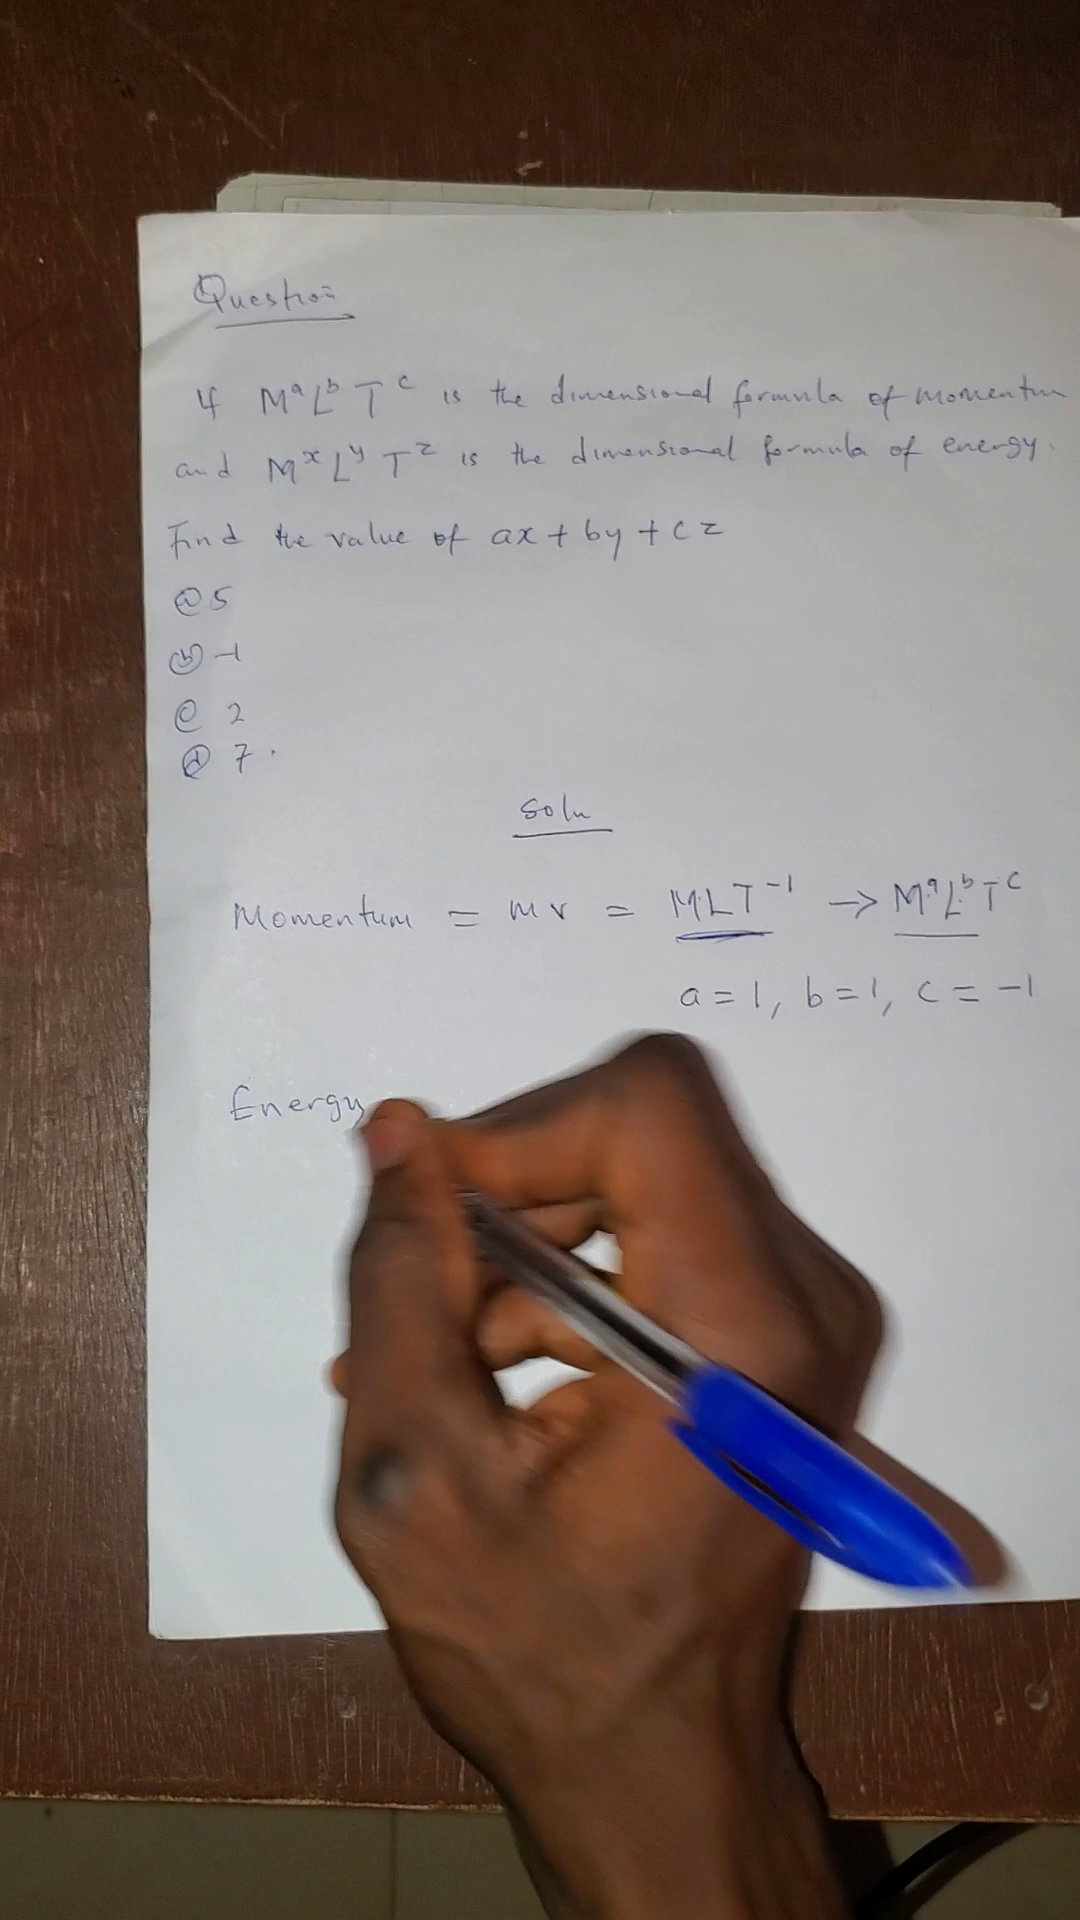 Question
If MᵃLᵇTᶜ is the dimensional formula of momentum
and MˣLʸTᶻ is the dimensional formula of energy.
Find the value of ax + by + cz
ⓐ 5
ⓑ -1
ⓒ 2
ⓓ 7.
Soln
Momentum = mv = MLT⁻¹ → MᵃLᵇTᶜ
a = 1, b = 1, c = -1
Energy